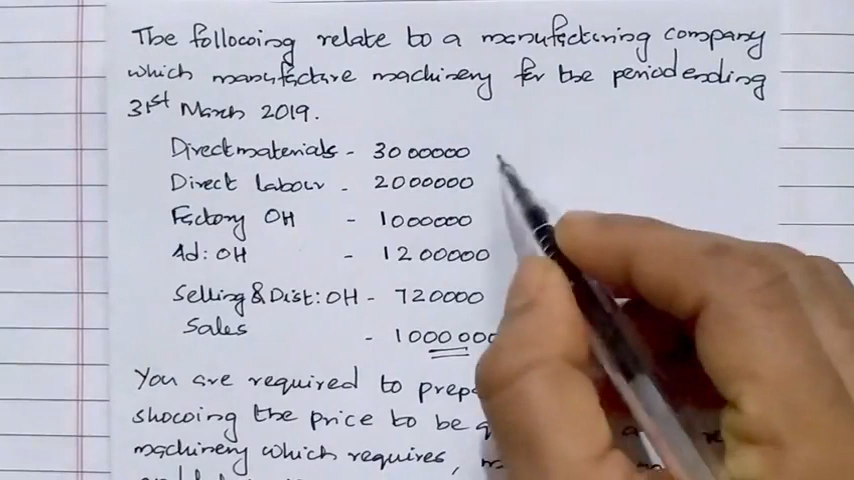 The following relate to a manufacturing company
which manufacture machinery for the period ending
31st March 2019.
Direct materials - 3000000
Direct labour - 2000000
Factory OH - 1000000
Ad: OH - 1200000
Selling & Dist: OH - 720000
Sales - 1000000
You are required to
showing the price to be
machinery which requires,